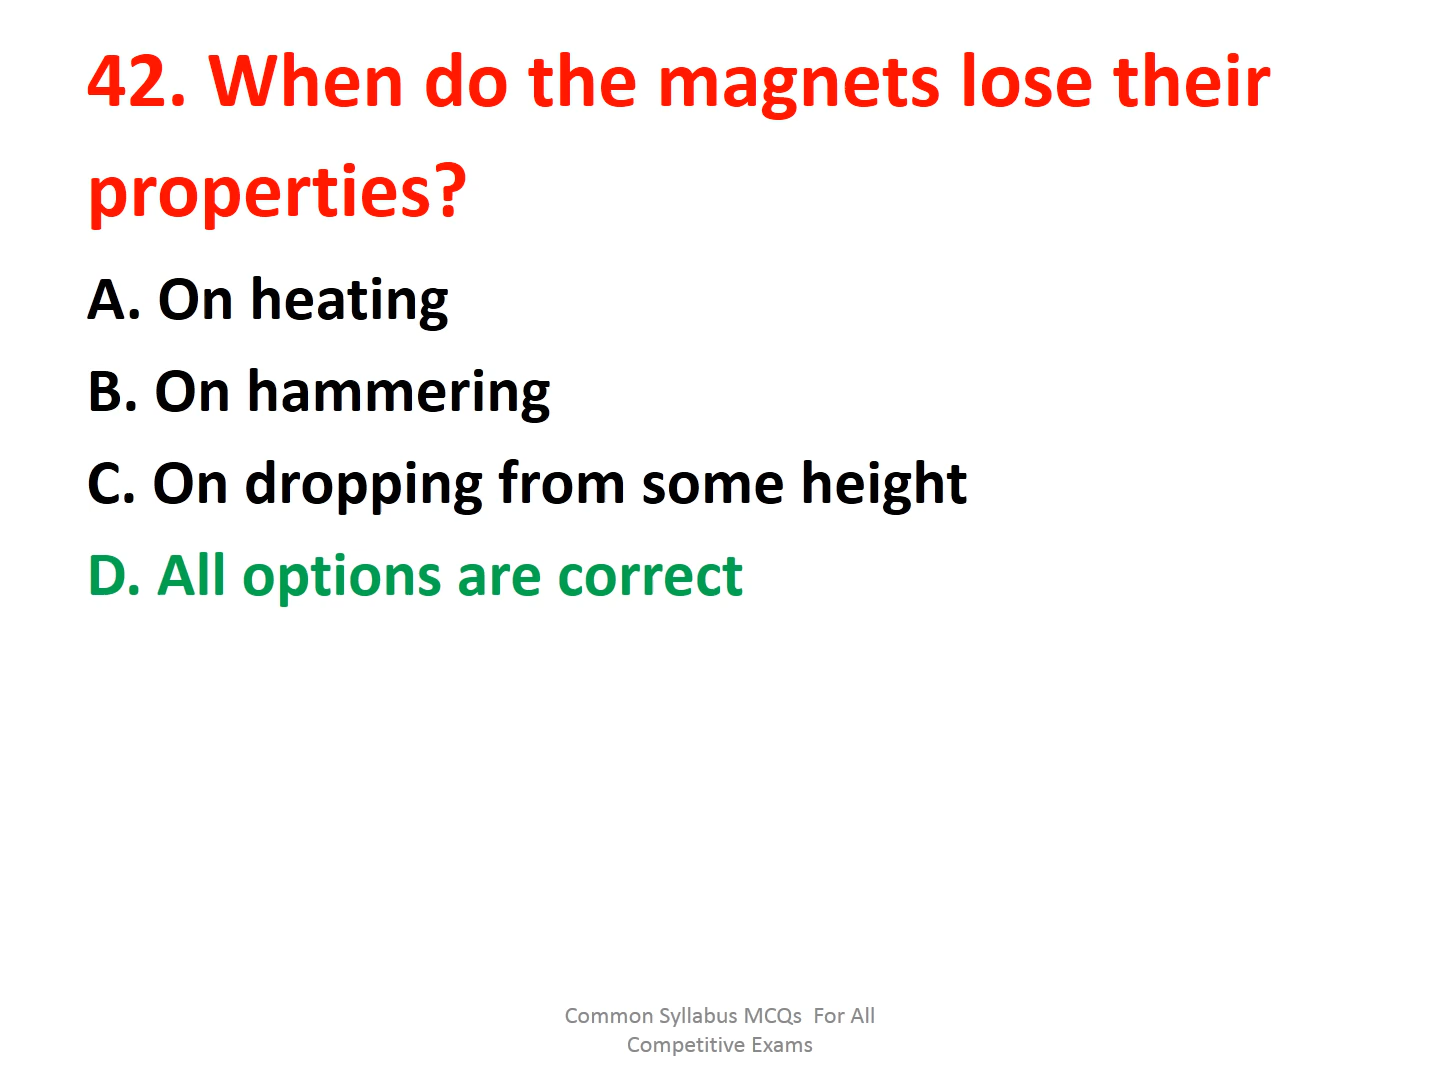 42. When do the magnets lose their
properties?
A. On heating
B. On hammering
C. On dropping from some height
D. All options are correct
Common Syllabus MCQs  For All
Competitive Exams